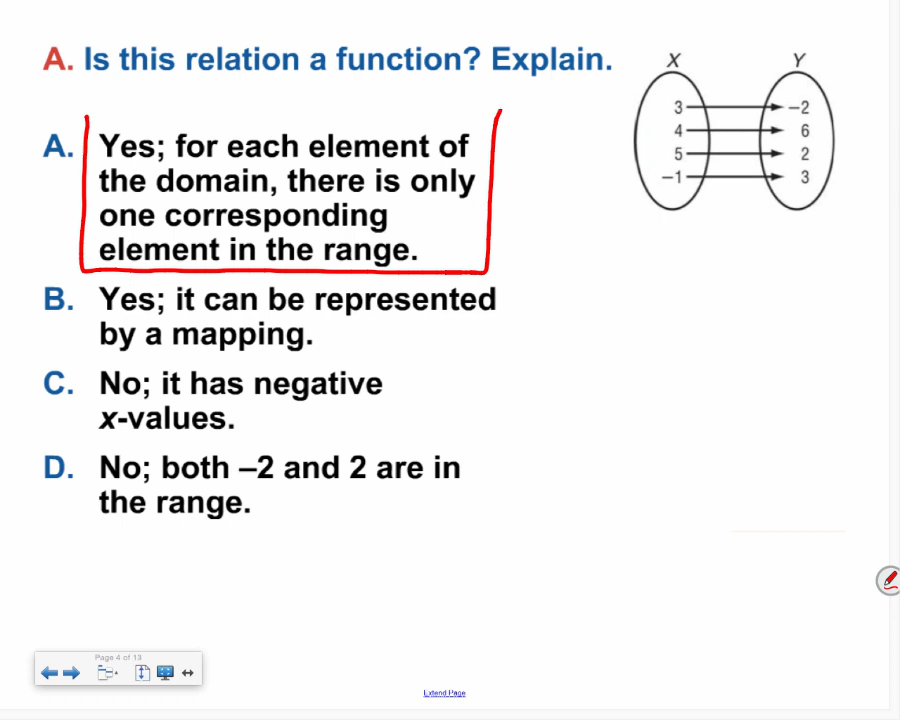 A. Is this relation a function? Explain.
X Y
3 –2
4 6
5 2
–1 3
A. Yes; for each element of
the domain, there is only
one corresponding
element in the range.
B. Yes; it can be represented
by a mapping.
C. No; it has negative
x-values.
D. No; both –2 and 2 are in
the range.
Page 4 of 13
Extend Page